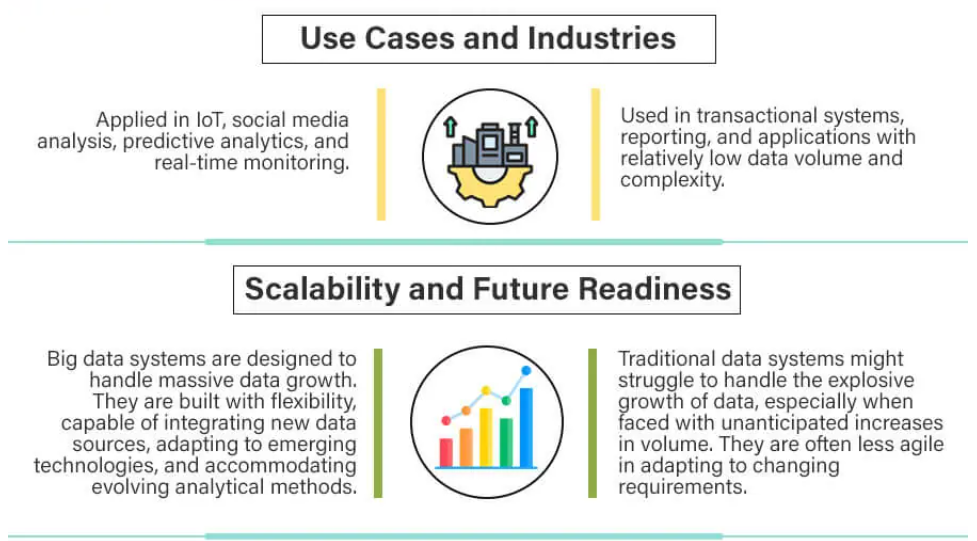 Use Cases and Industries
Applied in IoT, social media
analysis, predictive analytics, and
real-time monitoring.
Used in transactional systems,
reporting, and applications with
relatively low data volume and
complexity.
Scalability and Future Readiness
Big data systems are designed to
handle massive data growth.
They are built with flexibility,
capable of integrating new data
sources, adapting to emerging
technologies, and accommodating
evolving analytical methods.
Traditional data systems might
struggle to handle the explosive
growth of data, especially when
faced with unanticipated increases
in volume. They are often less agile
in adapting to changing
requirements.